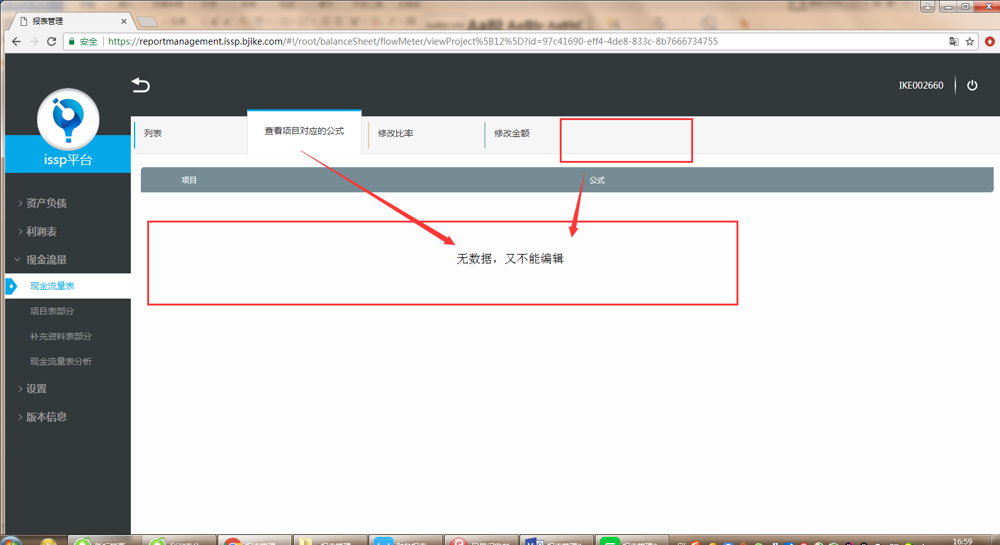 报表管理
安全
https://reportmanagement.issp.bjike.com/#!/root/balanceSheet/flowMeter/viewProject%5B12%5D?id=97c41690-eff4-4de8-833c-8b7666734755
IKE002660
列表
查看项目对应的公式
修改比率
修改金额
issp平台
项目
公式
无数据，又不能编辑
资产负债
利润表
现金流量
现金流量表
项目表部分
补充资料表部分
现金流量表分析
设置
版本信息
16:59